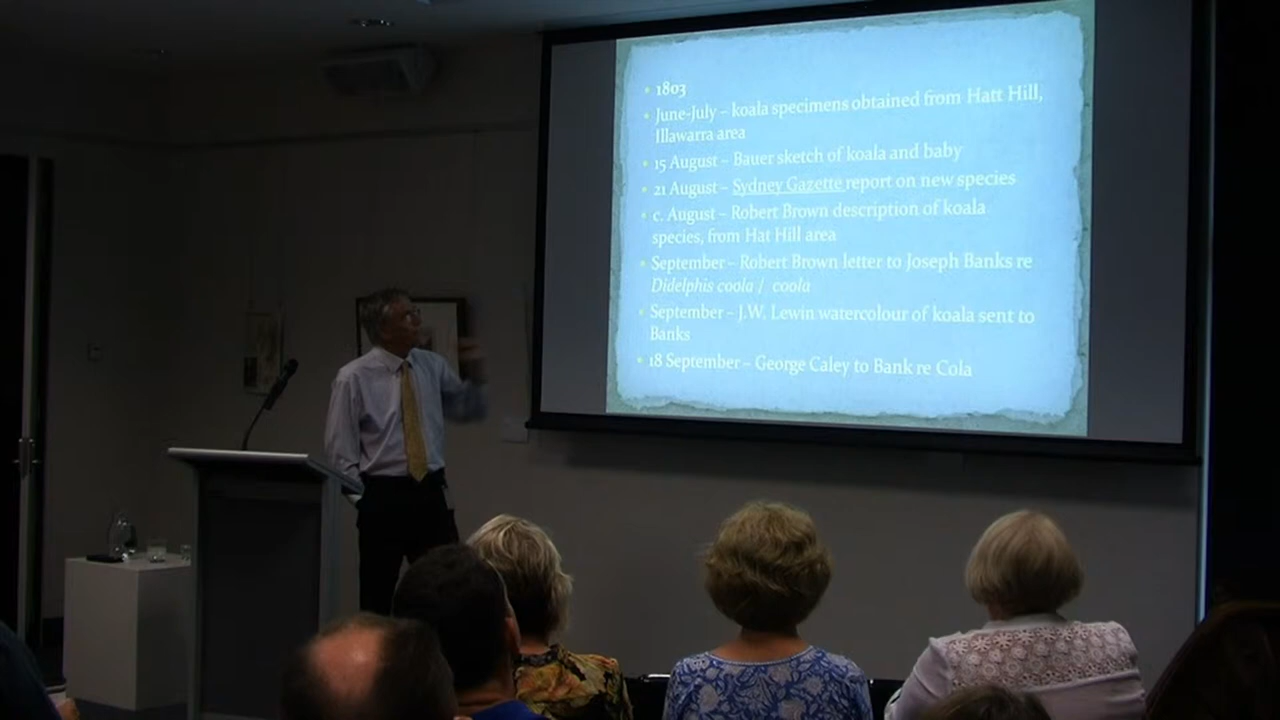 • 1803
• June-July – koala specimens obtained from Hatt Hill,
Illawarra area
• 15 August – Bauer sketch of koala and baby
• 21 August – Sydney Gazette report on new species
• c. August – Robert Brown description of koala
species, from Hat Hill area
• September – Robert Brown letter to Joseph Banks re
Didelphis coola / coola
• September – J.W. Lewin watercolour of koala sent to
Banks
• 18 September – George Caley to Bank re Cola